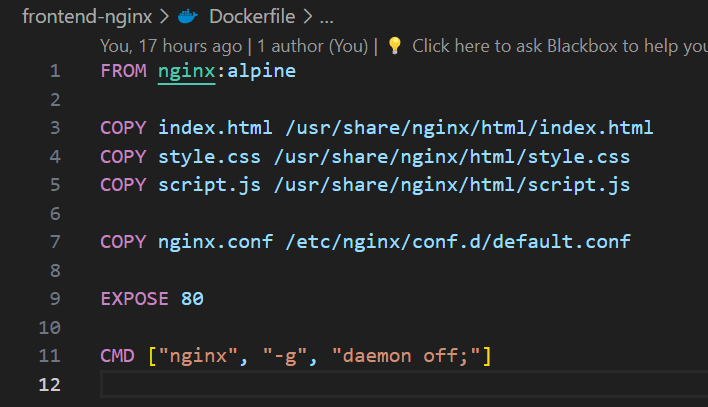 frontend-nginx > Dockerfile > ...
You, 17 hours ago | 1 author (You) | Click here to ask Blackbox to help you
1 FROM nginx:alpine
2
3 COPY index.html /usr/share/nginx/html/index.html
4 COPY style.css /usr/share/nginx/html/style.css
5 COPY script.js /usr/share/nginx/html/script.js
6
7 COPY nginx.conf /etc/nginx/conf.d/default.conf
8
9 EXPOSE 80
10
11 CMD ["nginx", "-g", "daemon off;"]
12